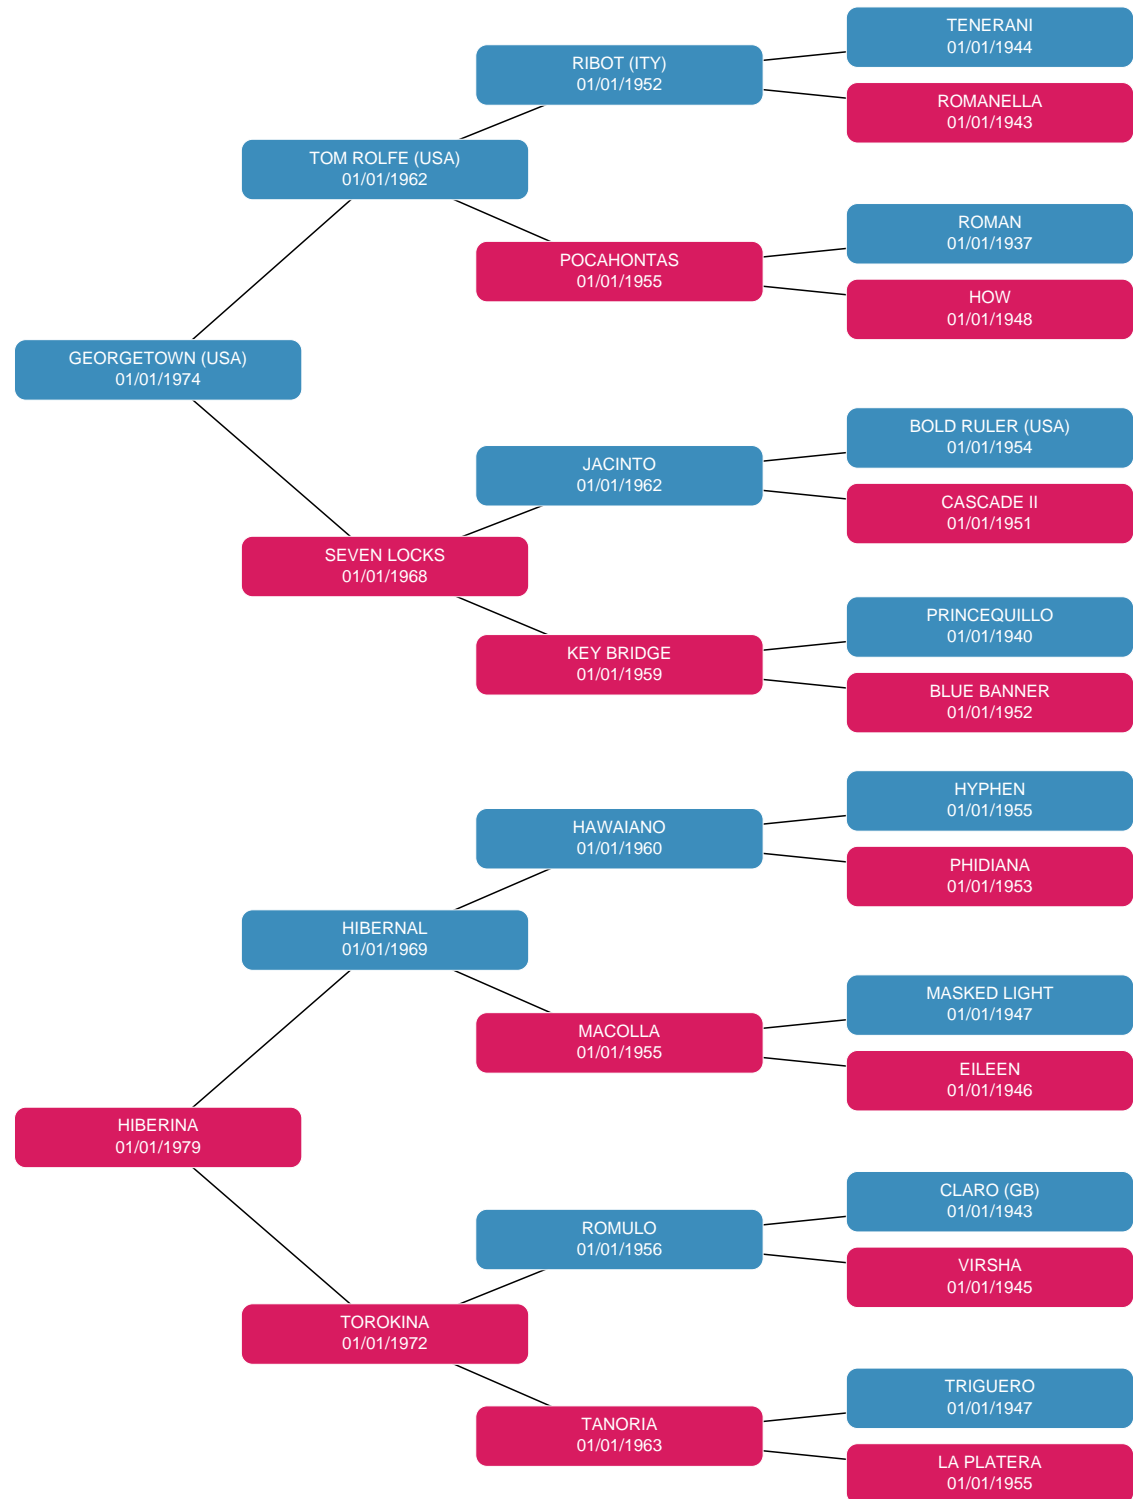 TENERANI
01/01/1944
RIBOT (ITY)
01/01/1952
ROMANELLA
01/01/1943
TOM ROLFE (USA)
01/01/1962
ROMAN
01/01/1937
POCAHONTAS
01/01/1955
HOW
01/01/1948
GEORGETOWN (USA)
01/01/1974
BOLD RULER (USA)
01/01/1954
JACINTO
01/01/1962
CASCADE II
01/01/1951
SEVEN LOCKS
01/01/1968
PRINCEQUILLO
01/01/1940
KEY BRIDGE
01/01/1959
BLUE BANNER
01/01/1952
HYPHEN
01/01/1955
HAWAIANO
01/01/1960
PHIDIANA
01/01/1953
HIBERNAL
01/01/1969
MASKED LIGHT
01/01/1947
MACOLLA
01/01/1955
EILEEN
01/01/1946
HIBERINA
01/01/1979
CLARO (GB)
01/01/1943
ROMULO
01/01/1956
VIRSHA
01/01/1945
TOROKINA
01/01/1972
TRIGUERO
01/01/1947
TANORIA
01/01/1963
LA PLATERA
01/01/1955